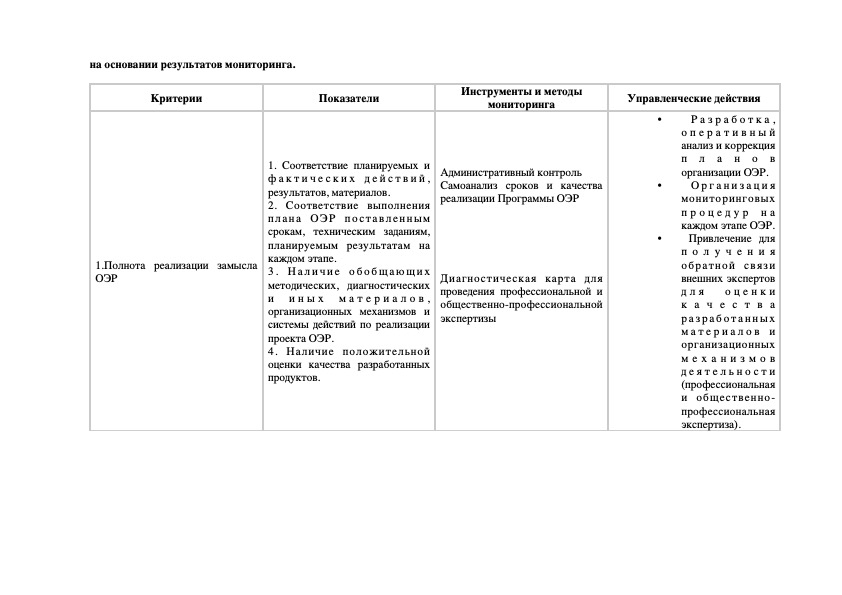 на основании результатов мониторинга.
Критерии
Показатели
Инструменты и методы
мониторинга
Управленческие действия
1.Полнота реализации замысла
ОЭР
1. Соответствие планируемых и
фактических действий,
результатов, материалов.
2. Соответствие выполнения
плана ОЭР поставленным
срокам, техническим заданиям,
планируемым результатам на
каждом этапе.
3. Наличие обобщающих
методических, диагностических
и иных материалов,
организационных механизмов и
системы действий по реализации
проекта ОЭР.
4. Наличие положительной
оценки качества разработанных
продуктов.
Административный контроль
Самоанализ сроков и качества
реализации Программы ОЭР
Диагностическая карта для
проведения профессиональной и
общественно-профессиональной
экспертизы
• Разработка,
оперативный
анализ и коррекция
планов
организации ОЭР.
• Организация
мониторинговых
процедур на
каждом этапе ОЭР.
• Привлечение для
получения
обратной связи
внешних экспертов
для оценки
качества
разработанных
материалов и
организационных
механизмов
деятельности
(профессиональная
и общественно-
профессиональная
экспертиза).